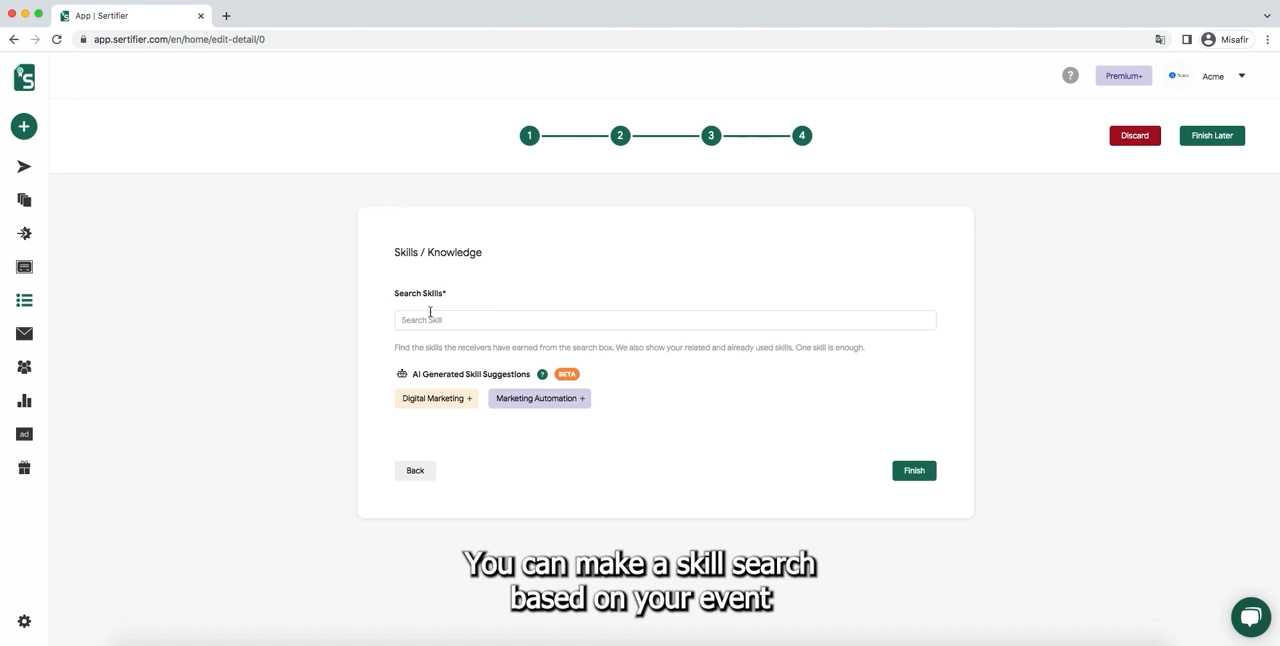 App | Sertifier
app.sertifier.com/en/home/edit-detail/0
Misafir
?
Premium+
Acme
Acme
1
2
3
4
Discard
Finish Later
Skills / Knowledge
Search Skills*
Search Skill
Find the skills the receivers have earned from the search box. We also show your related and already used skills. One skill is enough.
AI Generated Skill Suggestions ? BETA
Digital Marketing +
Marketing Automation +
ad
Back
Finish
You can make a skill search
based on your event